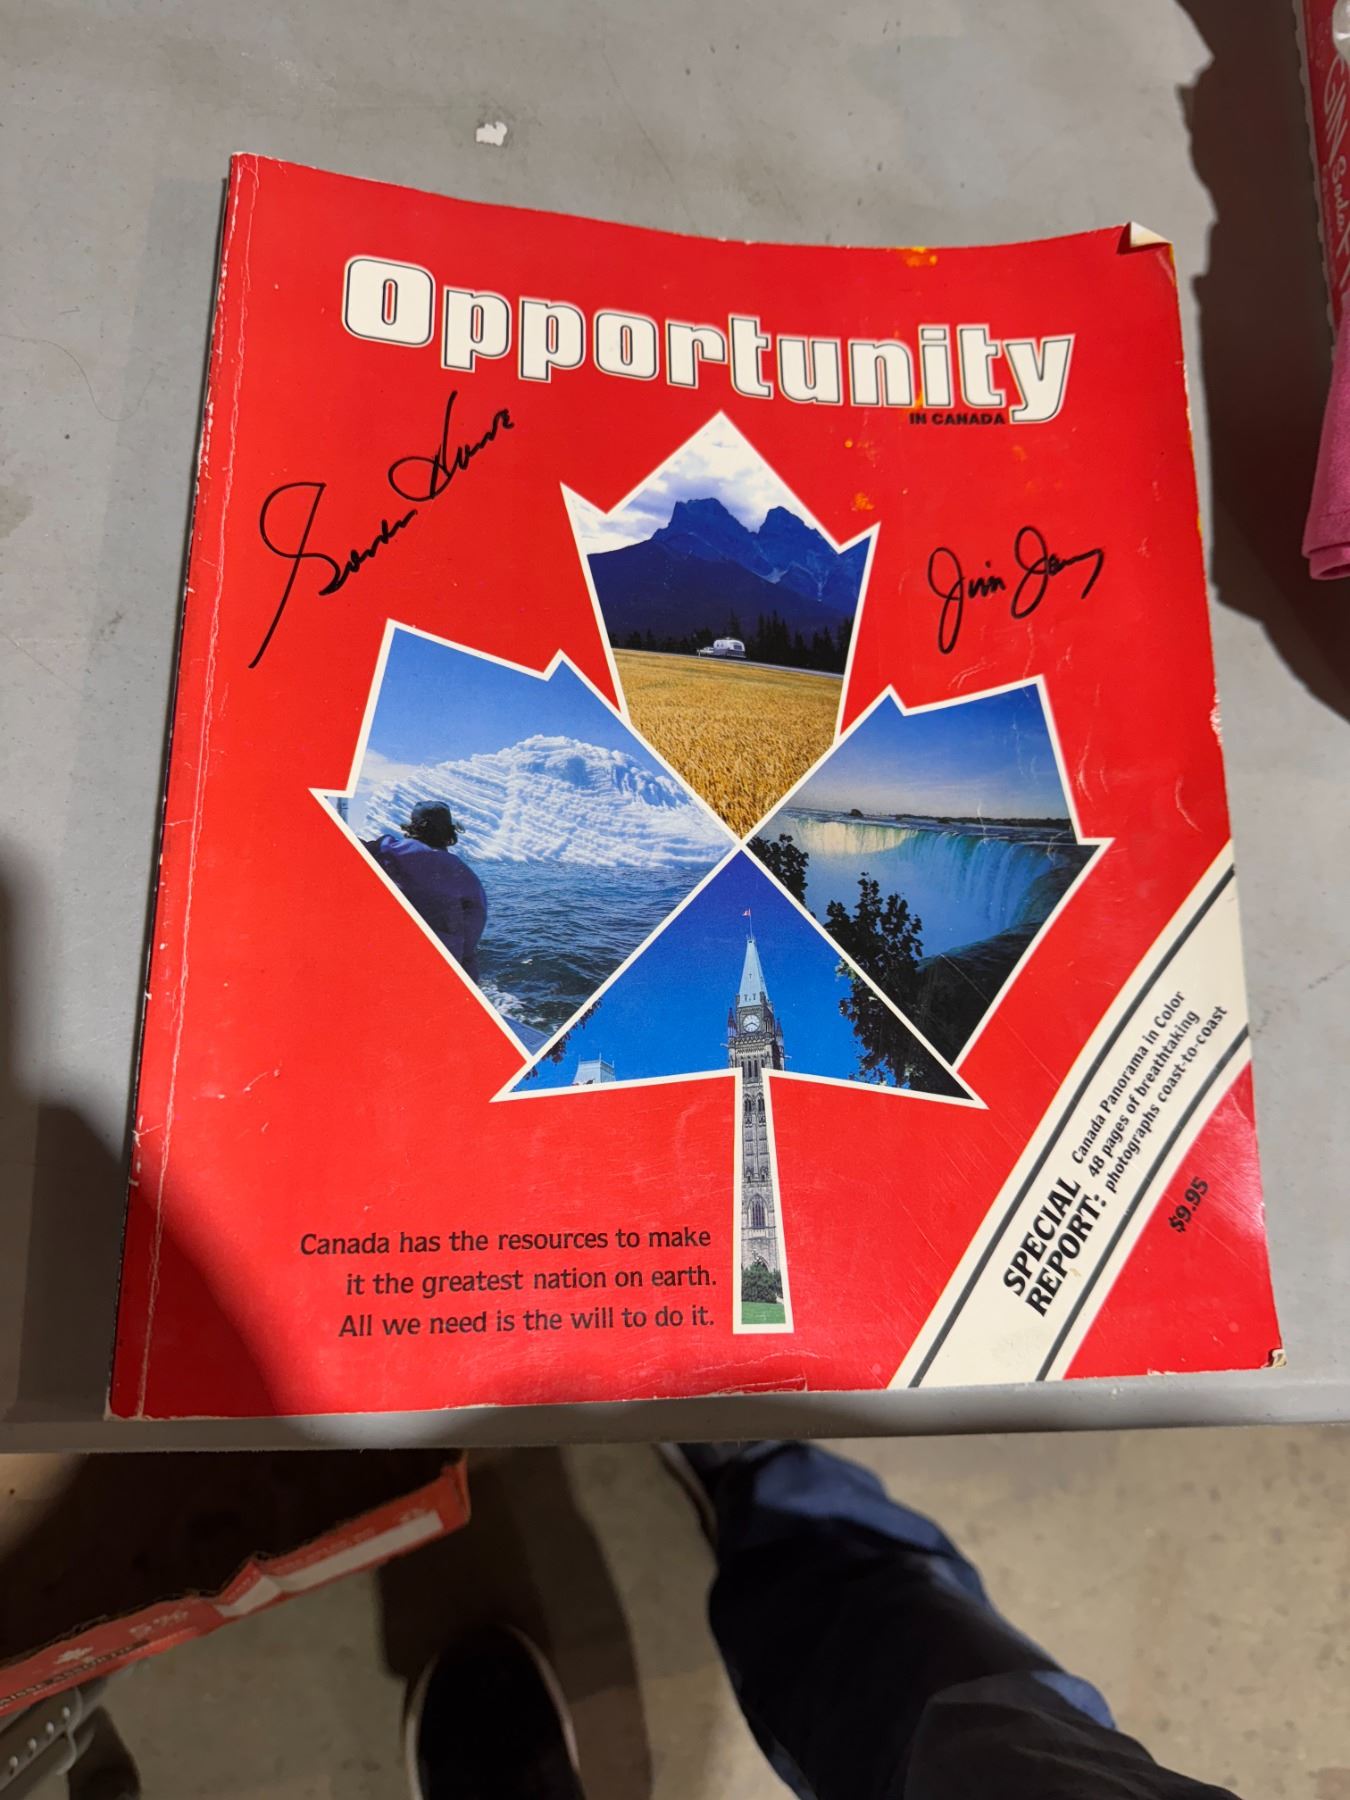 Opportunity
IN CANADA
Jim
Canada has the resources to make
it the greatest nation on earth.
All we need is the will to do it.
SPECIAL
REPORT:
Canada Panorama in Color
48 pages of breathtaking
photographs coast-to-coast
$9.95